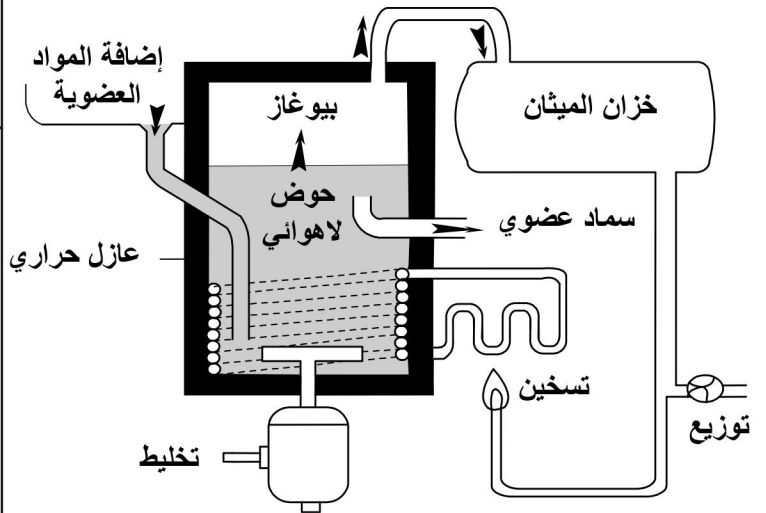 إضافة المواد
العضوية
بيوغاز
خزان الميثان
حوض
لاهوائي
سماد عضوي
عازل حراري
تسخين
توزيع
تخليط